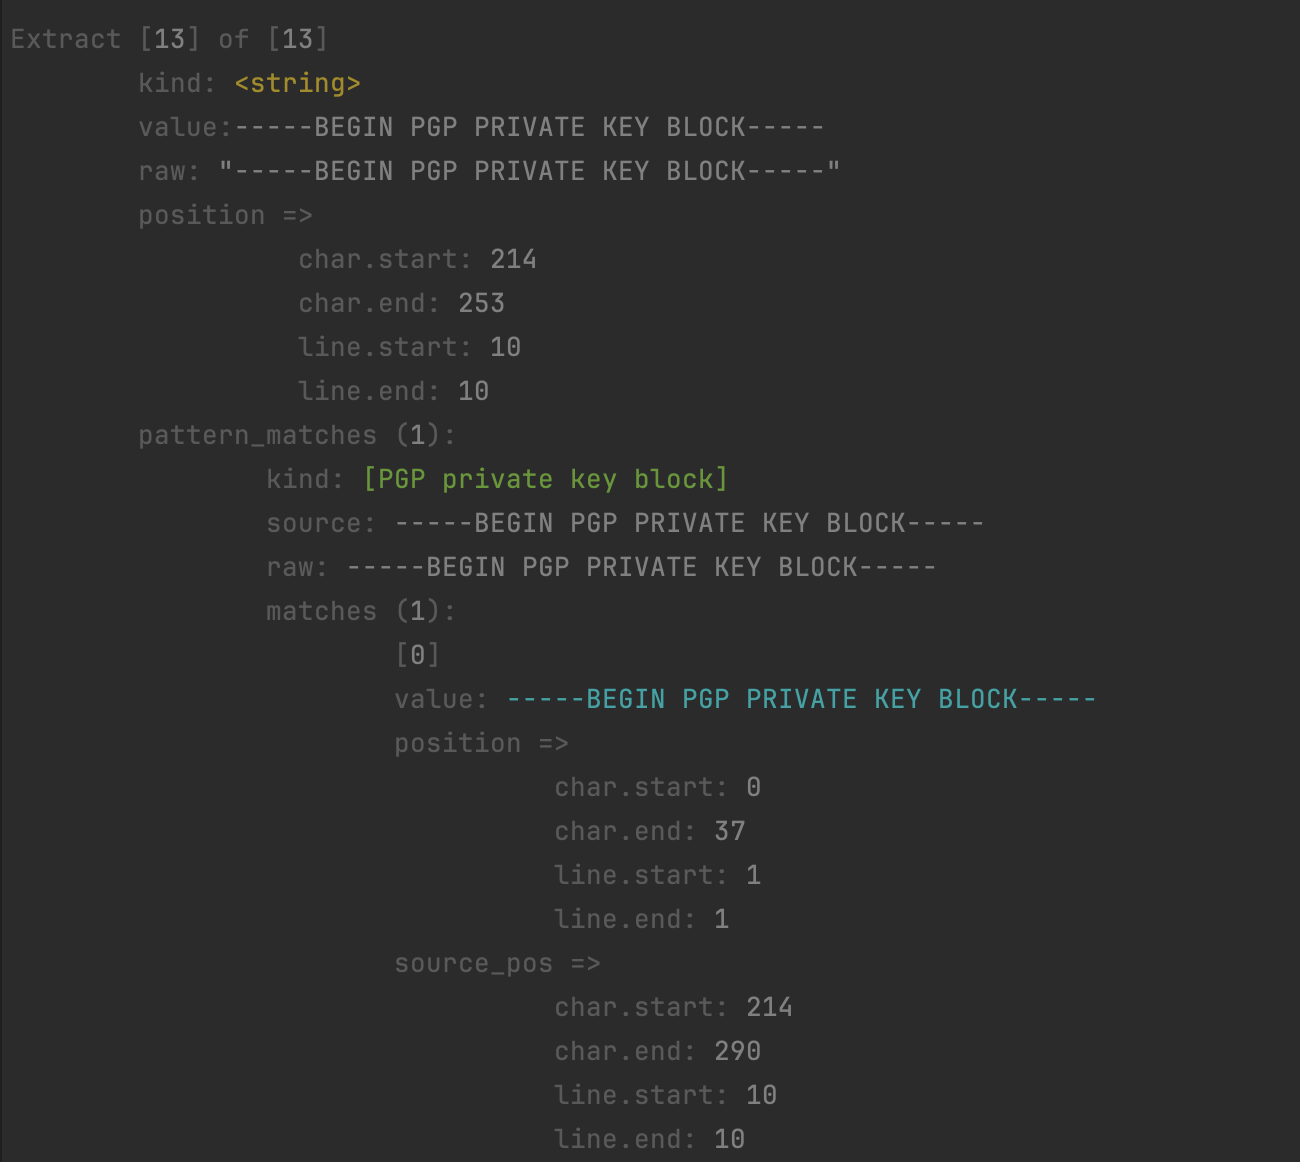 Extract [13] of [13]
kind: <string>
value:-----BEGIN PGP PRIVATE KEY BLOCK-----
raw: "-----BEGIN PGP PRIVATE KEY BLOCK-----"
position =>
char.start: 214
char.end: 253
line.start: 10
line.end: 10
pattern_matches (1):
kind: [PGP private key block]
source: -----BEGIN PGP PRIVATE KEY BLOCK-----
raw: -----BEGIN PGP PRIVATE KEY BLOCK-----
matches (1):
[0]
value: -----BEGIN PGP PRIVATE KEY BLOCK-----
position =>
char.start: 0
char.end: 37
line.start: 1
line.end: 1
source_pos =>
char.start: 214
char.end: 290
line.start: 10
line.end: 10